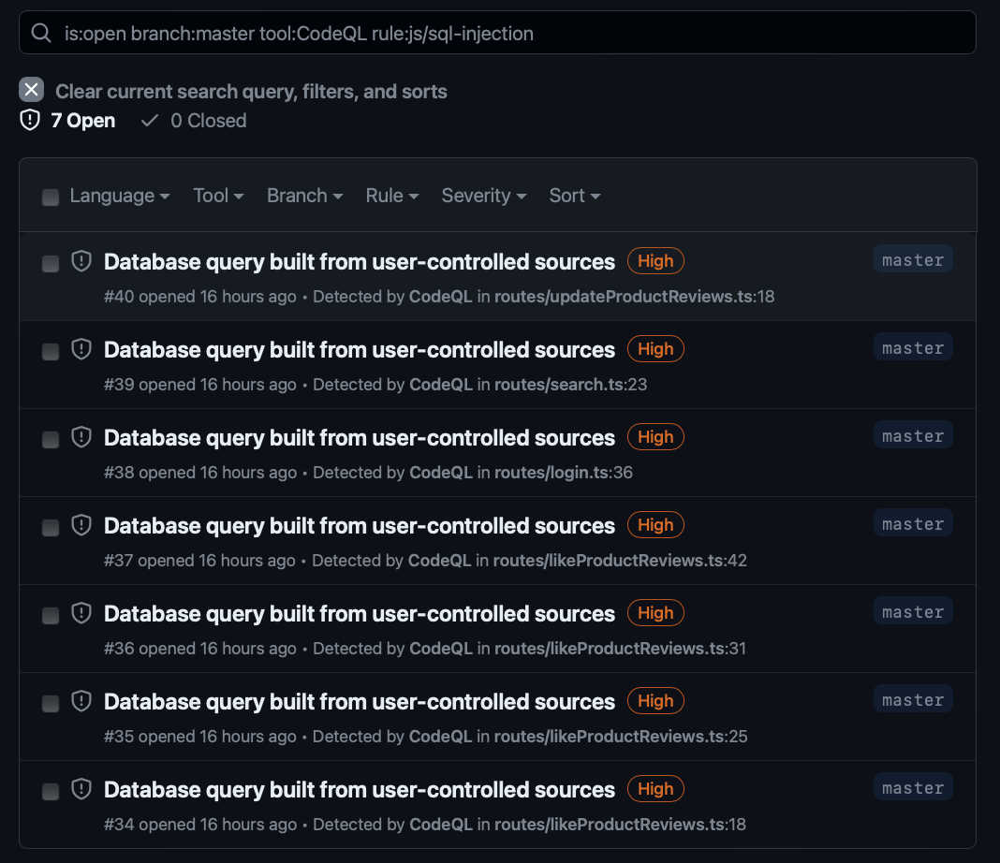 is:open branch:master tool:CodeQL rule:js/sql-injection
Clear current search query, filters, and sorts
7 Open 0 Closed
Language Tool Branch Rule Severity Sort
Database query built from user-controlled sources High master
#40 opened 16 hours ago • Detected by CodeQL in routes/updateProductReviews.ts:18
Database query built from user-controlled sources High master
#39 opened 16 hours ago • Detected by CodeQL in routes/search.ts:23
Database query built from user-controlled sources High master
#38 opened 16 hours ago • Detected by CodeQL in routes/login.ts:36
Database query built from user-controlled sources High master
#37 opened 16 hours ago • Detected by CodeQL in routes/likeProductReviews.ts:42
Database query built from user-controlled sources High master
#36 opened 16 hours ago • Detected by CodeQL in routes/likeProductReviews.ts:31
Database query built from user-controlled sources High master
#35 opened 16 hours ago • Detected by CodeQL in routes/likeProductReviews.ts:25
Database query built from user-controlled sources High master
#34 opened 16 hours ago • Detected by CodeQL in routes/likeProductReviews.ts:18